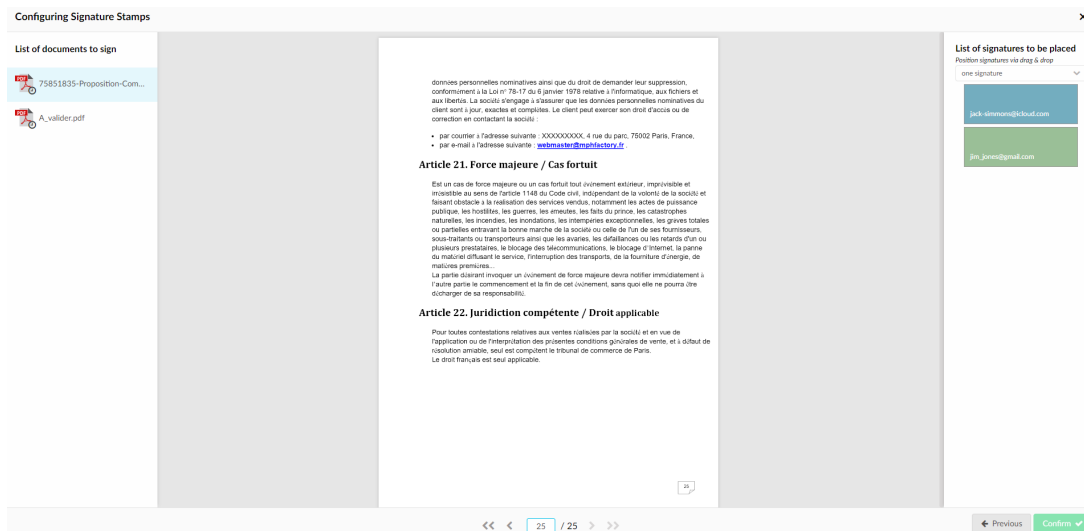 Configuring Signature Stamps
List of documents to sign
75851835-Proposition-Com...
A_valider.pdf
données personnelles nominatives ainsi que du droit de demander leur suppression,
conformément à la Loi n° 78-17 du 6 janvier 1978 relative à l'informatique, aux fichiers et
aux libertés. La société s'engage à s'assurer que les données personnelles nominatives du
client sont à jour, exactes et complètes. Le client peut exercer son droit d'accès ou de
correction en contactant la société :
• par courrier à l'adresse suivante : XXXXXXXXX, 4 rue du parc, 75002 Paris, France,
• par e-mail à l'adresse suivante : webmaster@mphfactory.fr .
Article 21. Force majeure / Cas fortuit
Est un cas de force majeure ou un cas fortuit tout événement extérieur, imprévisible et
irrésistible au sens de l'article 1148 du Code civil, indépendant de la volonté de la société et
faisant obstacle à la réalisation des services vendus, notamment les actes de puissance
publique, les hostilités, les guerres, les émeutes, les faits du prince, les catastrophes
naturelles, les incendies, les inondations, les intempéries exceptionnelles, les grèves totales
ou partielles entravant la bonne marche de la société ou celle de l'un de ses fournisseurs,
sous-traitants ou transporteurs ainsi que les avaries, les défaillances ou les retards d'un ou
plusieurs prestataires, le blocage des télécommunications, le blocage d'Internet, la panne
du matériel diffusant le service, l'interruption des transports, de la fourniture d'énergie, de
matières premières...
La partie désirant invoquer un événement de force majeure devra notifier immédiatement à
l'autre partie le commencement et la fin de cet événement, sans quoi elle ne pourra être
décharger de sa responsabilité.
Article 22. Juridiction compétente / Droit applicable
Pour toutes contestations relatives aux ventes réalisées par la société et en vue de
l'application ou de l'interprétation des présentes conditions générales de vente, et à défaut de
résolution amiable, seul est compétent le tribunal de commerce de Paris.
Le droit français est seul applicable.
25
25 / 25
List of signatures to be placed
Position signatures via drag & drop
one signature
jack-simmons@icloud.com
jim_jones@gmail.com
Previous
Confirm